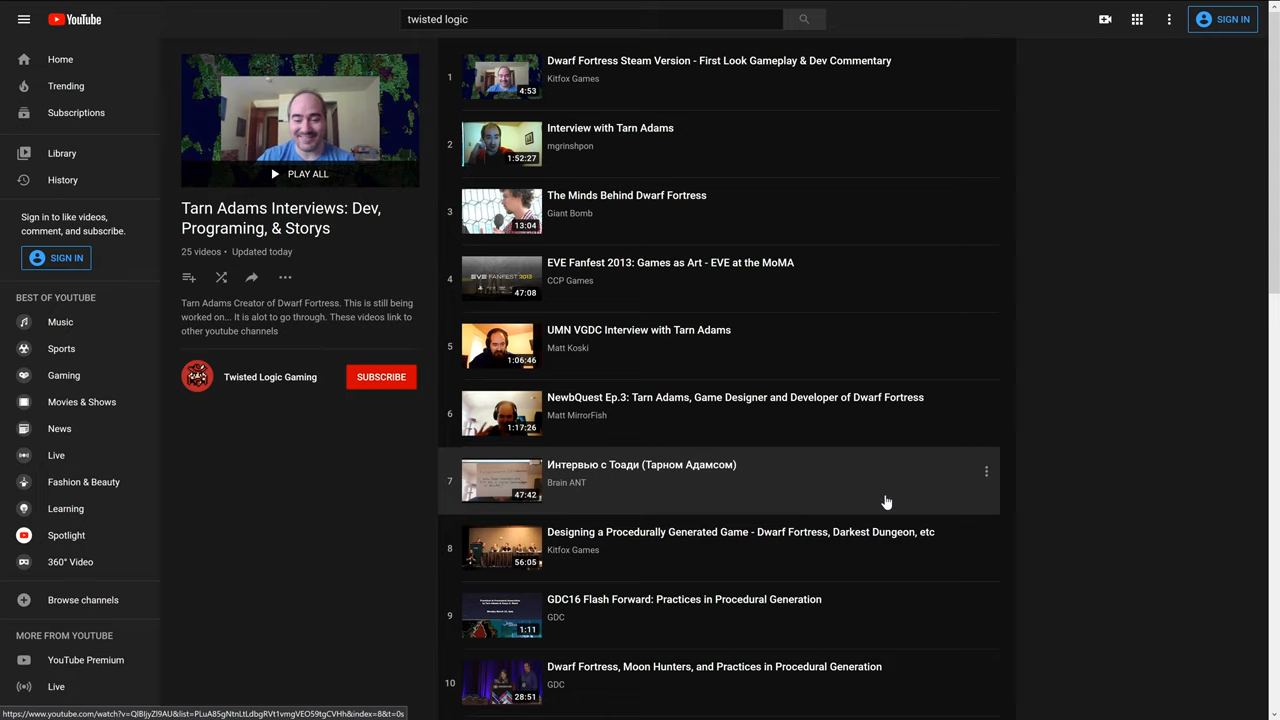 YouTube
twisted logic
SIGN IN
Home
Trending
Subscriptions
Library
History
Sign in to like videos,
comment, and subscribe.
SIGN IN
BEST OF YOUTUBE
Music
Sports
Gaming
Movies & Shows
News
Live
Fashion & Beauty
Learning
Spotlight
360° Video
Browse channels
MORE FROM YOUTUBE
YouTube Premium
Live
PLAY ALL
Tarn Adams Interviews: Dev,
Programing, & Storys
25 videos • Updated today
Tarn Adams Creator of Dwarf Fortress. This is still being
worked on... It is alot to go through. These videos link to
other youtube channels
Twisted Logic Gaming
SUBSCRIBE
1
4:53
Dwarf Fortress Steam Version - First Look Gameplay & Dev Commentary
Kitfox Games
2
1:52:27
Interview with Tarn Adams
mgrinshpon
3
13:04
The Minds Behind Dwarf Fortress
Giant Bomb
4
EVE FANFEST 2013
47:08
EVE Fanfest 2013: Games as Art - EVE at the MoMA
CCP Games
5
1:06:46
UMN VGDC Interview with Tarn Adams
Matt Koski
6
1:17:26
NewbQuest Ep.3: Tarn Adams, Game Designer and Developer of Dwarf Fortress
Matt MirrorFish
7
47:42
Интервью с Тоади (Тарном Адамсом)
Brain ANT
8
56:05
Designing a Procedurally Generated Game - Dwarf Fortress, Darkest Dungeon, etc
Kitfox Games
9
1:11
GDC16 Flash Forward: Practices in Procedural Generation
GDC
10
28:51
Dwarf Fortress, Moon Hunters, and Practices in Procedural Generation
GDC